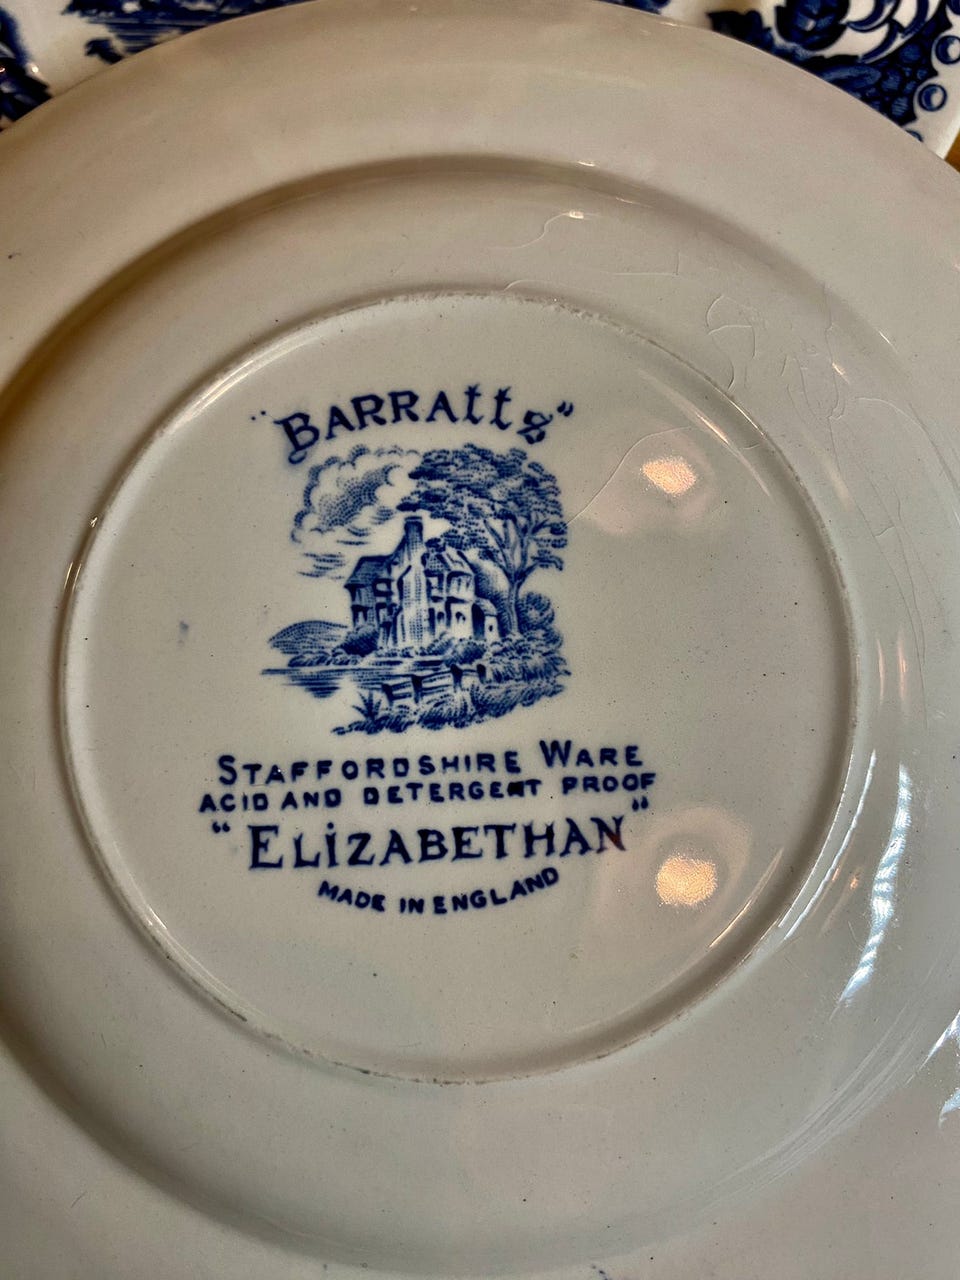 "BARRAtts"
STAFFORDSHIRE WARE
ACID AND DETERGENT PROOF
"ELiZABETHAN"
MADE IN ENGLAND